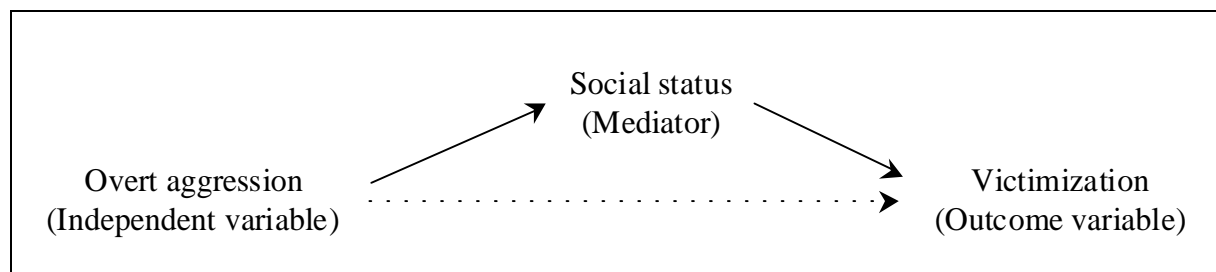 Social status
(Mediator)
Overt aggression
(Independent variable)
Victimization
(Outcome variable)